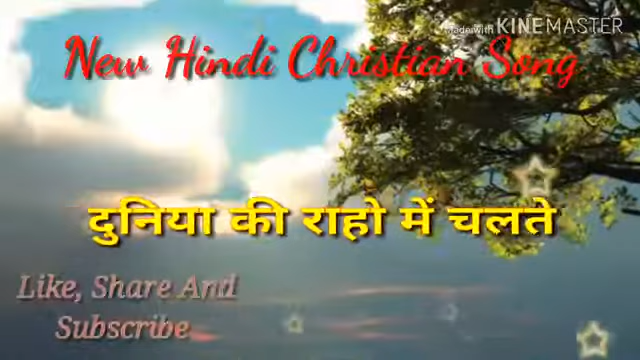 Made with KINEMASTER
New Hindi Christian Song
दुनिया की राहो में चलते
Like, Share And
Subscribe